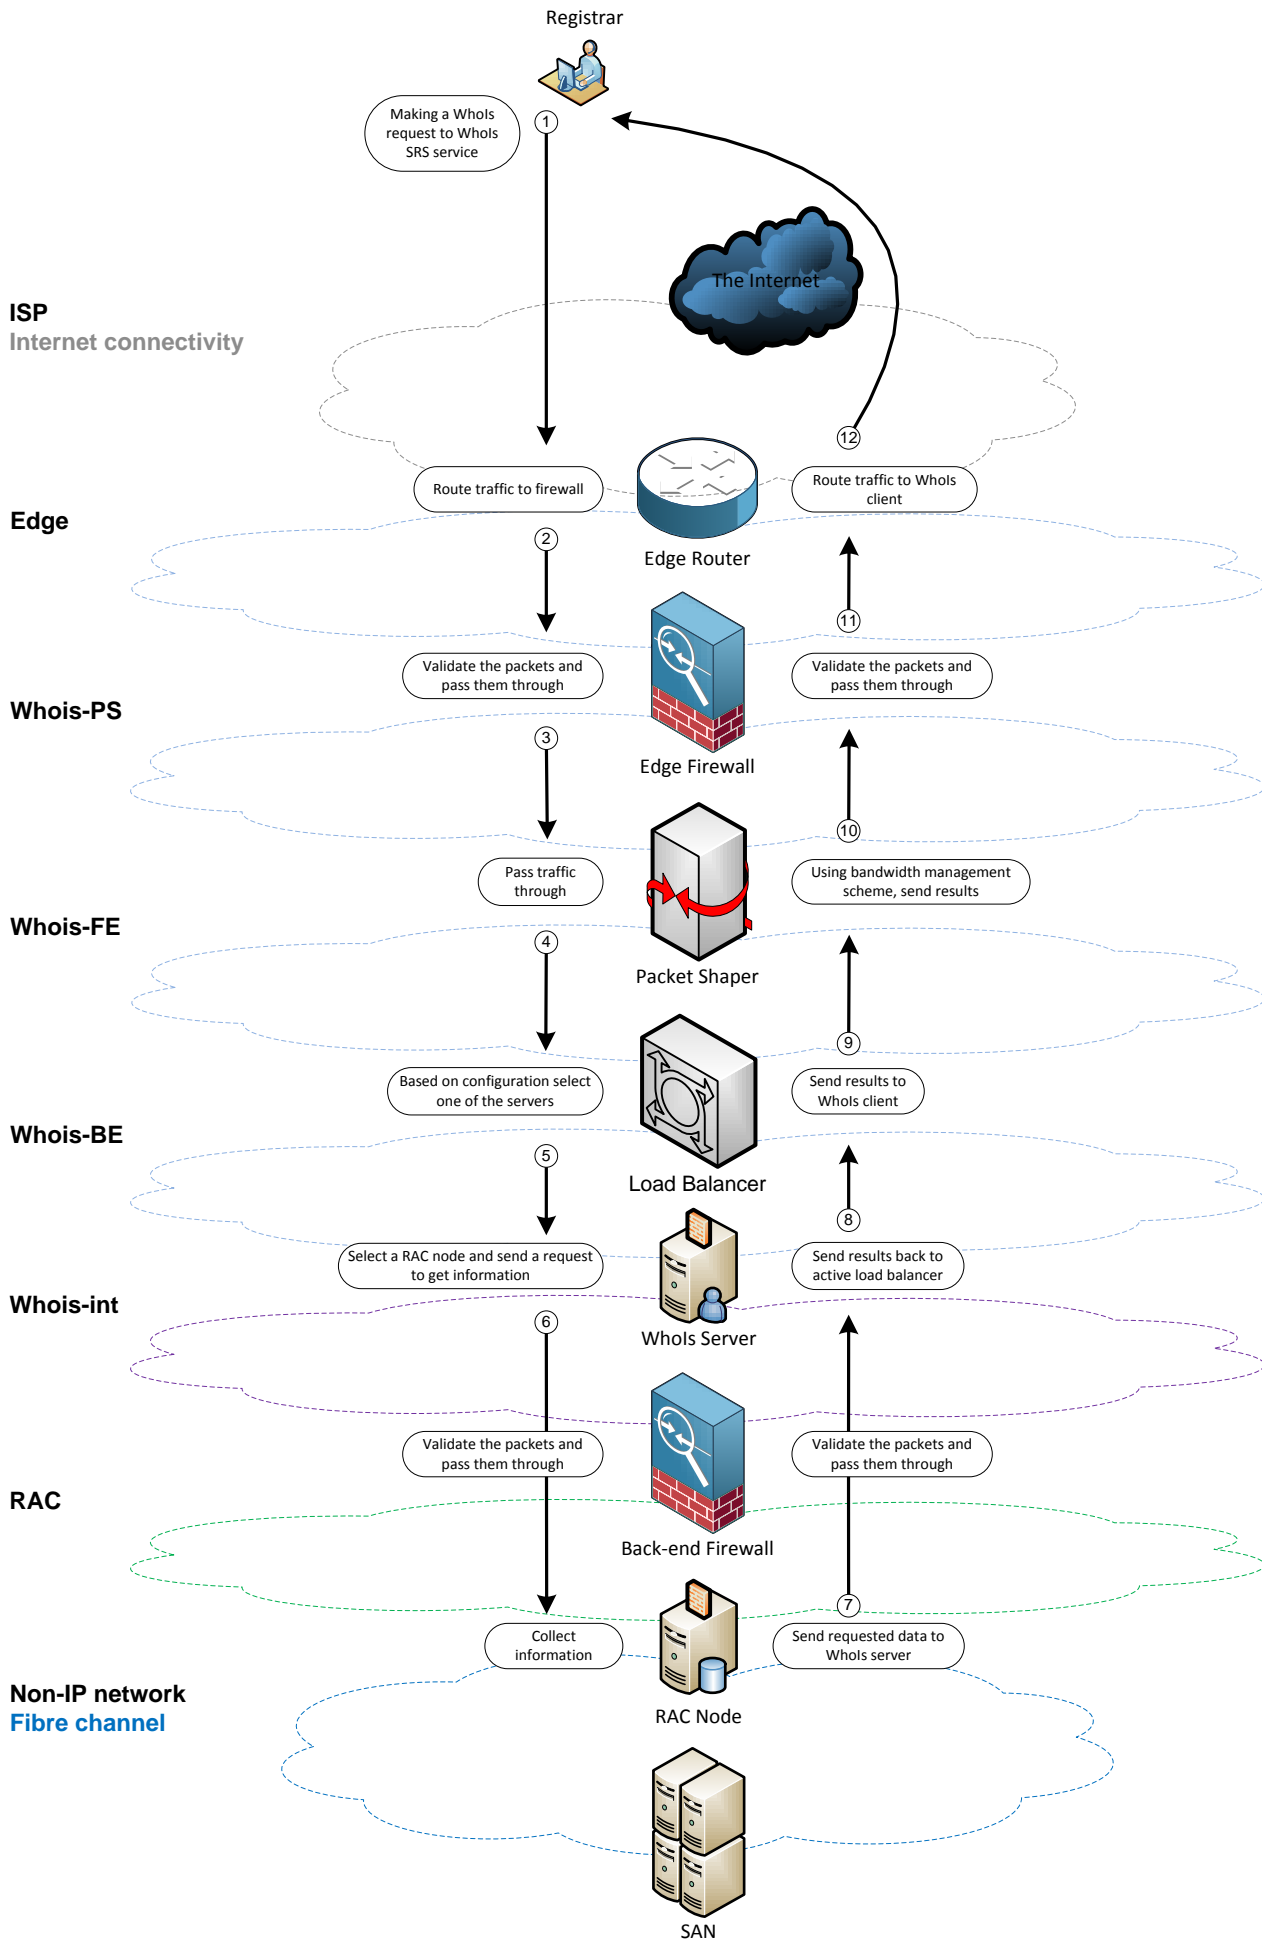 Registrar
Making a WhoIs
request to WhoIs
SRS service
1
The Internet
ISP
Internet connectivity
12
Route traffic to firewall
Route traffic to WhoIs
client
Edge
2
Edge Router
11
Validate the packets and
pass them through
Validate the packets and
pass them through
Whois-PS
3
Edge Firewall
10
Pass traffic
through
Using bandwidth management
scheme, send results
Whois-FE
4
Packet Shaper
9
Based on configuration select
one of the servers
Send results to
WhoIs client
Whois-BE
5
Load Balancer
8
Select a RAC node and send a request
to get information
Send results back to
active load balancer
Whois-int
6
WhoIs Server
Validate the packets and
pass them through
Validate the packets and
pass them through
RAC
Back-end Firewall
7
Collect
information
Send requested data to
WhoIs server
Non-IP network
Fibre channel
RAC Node
SAN